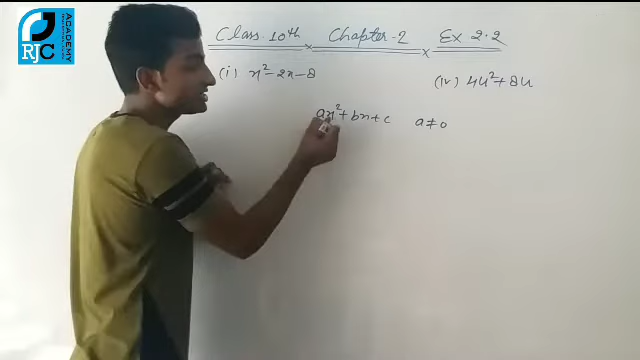 RJC
ACADEMY
Class 10th Chapter-2 Ex 2.2
(i) x²-2x-8
(iv) 4u²+8u
ax²+bx+c a≠0